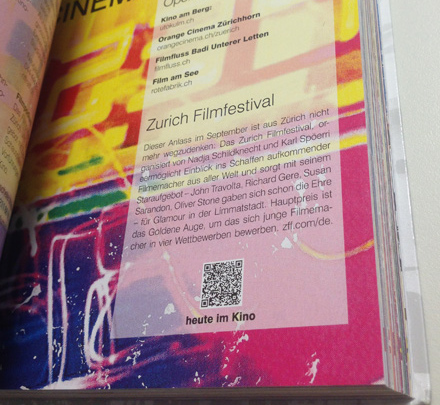 CINEM
Ope
Kino am Berg:
utokulm.ch
Orange Cinema Zürichhorn
orangecinema.ch/zuerich
Filmfluss Badi Unterer Letten
filmfluss.ch
Film am See
rotefabrik.ch
Zurich Filmfestival
Dieser Anlass im September ist aus Zürich nicht
mehr wegzudenken: Das Zurich Filmfestival, or-
ganisiert von Nadja Schildknecht und Karl Spoerri
ermöglicht Einblick ins Schaffen aufkommender
Filmemacher aus aller Welt und sorgt mit seinem
Staraufgebot – John Travolta, Richard Gere, Susan
Sarandon, Oliver Stone gaben sich schon die Ehre
– für Glamour in der Limmatstadt. Hauptpreis ist
das Goldene Auge, um das sich junge Filmema-
cher in vier Wettbewerben bewerben. zff.com/de.
heute im Kino